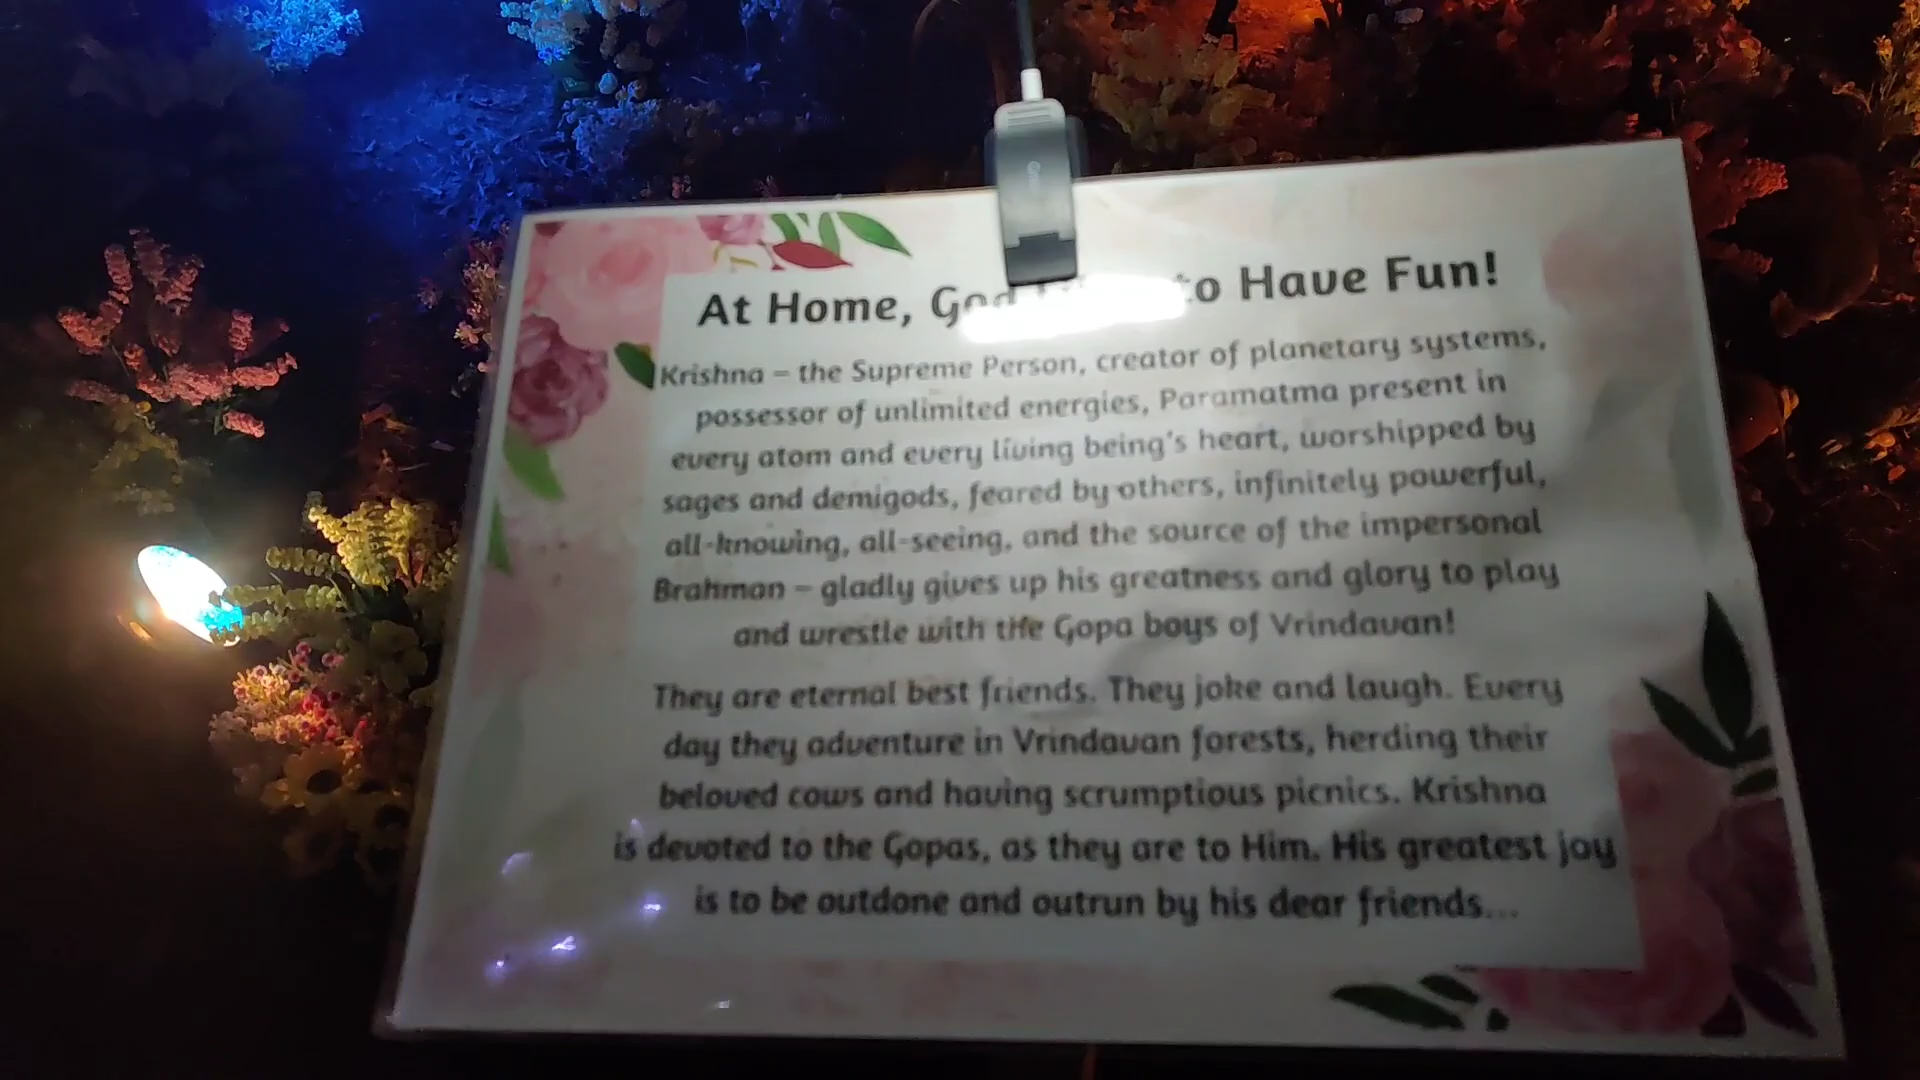 At Home, God to Have Fun!
Krishna – the Supreme Person, creator of planetary systems,
possessor of unlimited energies, Paramatma present in
every atom and every living being's heart, worshipped by
sages and demigods, feared by others, infinitely powerful,
all-knowing, all-seeing, and the source of the impersonal
Brahman – gladly gives up his greatness and glory to play
and wrestle with the Gopa boys of Vrindavan!
They are eternal best friends. They joke and laugh. Every
day they adventure in Vrindavan forests, herding their
beloved cows and having scrumptious picnics. Krishna
is devoted to the Gopas, as they are to Him. His greatest joy
is to be outdone and outrun by his dear friends...